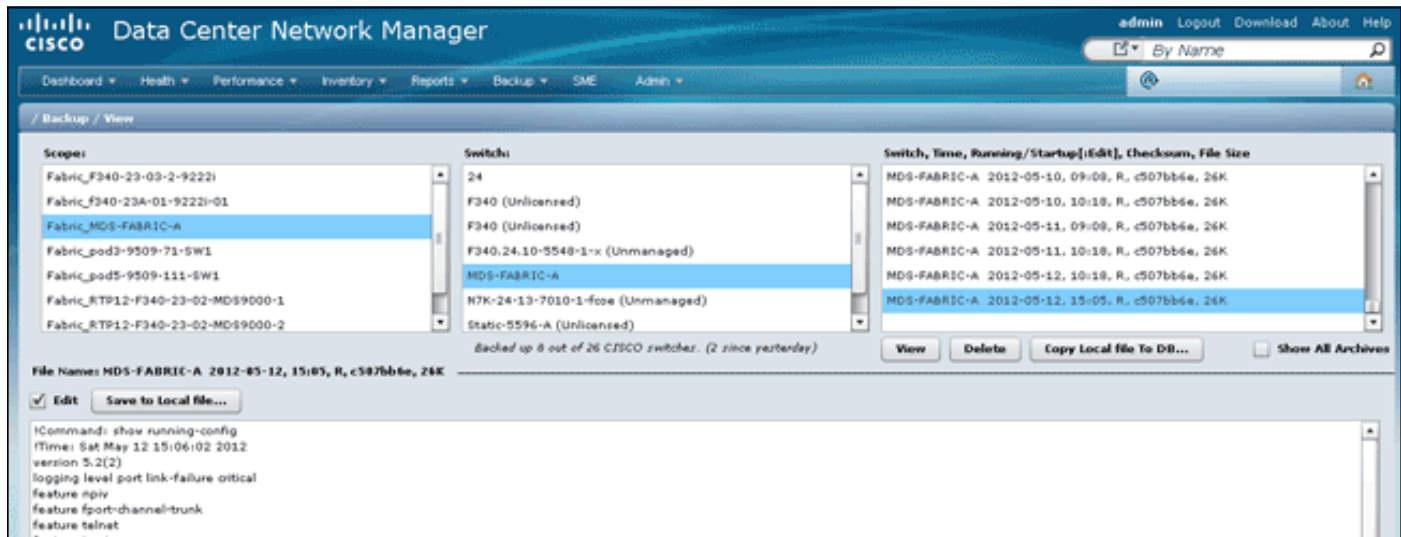 CISCO
Data Center Network Manager
admin Logout Download About Help
By Name
Dashboard Health Performance Inventory Reports Backup SME Admin
/ Backup / View
Scope:
Fabric_F340-23-03-2-9222i
Fabric_f340-23A-01-9222i-01
Fabric_MDS-FABRIC-A
Fabric_pod3-9509-71-SW1
Fabric_pod5-9509-111-SW1
Fabric_RTP12-F340-23-02-MDS9000-1
Fabric_RTP12-F340-23-02-MDS9000-2
Switch:
24
F340 (Unlicensed)
F340 (Unlicensed)
F340.24.10-5548-1-x (Unmanaged)
MDS-FABRIC-A
N7K-24-13-7010-1-fcoe (Unmanaged)
Static-5596-A (Unlicensed)
Backed up 8 out of 26 CISCO switches. (2 since yesterday)
Switch, Time, Running/Startup[:Edit], Checksum, File Size
MDS-FABRIC-A 2012-05-10, 09:08, R, c507bb6e, 26K
MDS-FABRIC-A 2012-05-10, 10:18, R, c507bb6e, 26K
MDS-FABRIC-A 2012-05-11, 09:08, R, c507bb6e, 26K
MDS-FABRIC-A 2012-05-11, 10:18, R, c507bb6e, 26K
MDS-FABRIC-A 2012-05-12, 10:18, R, c507bb6e, 26K
MDS-FABRIC-A 2012-05-12, 15:05, R, c507bb6e, 26K
View Delete Copy Local file To DB... Show All Archives
File Name: MDS-FABRIC-A 2012-05-12, 15:05, R, c507bb6e, 26K
Edit Save to Local file...
!Command: show running-config
!Time: Sat May 12 15:06:02 2012
version 5.2(2)
logging level port link-failure critical
feature npiv
feature fport-channel-trunk
feature telnet